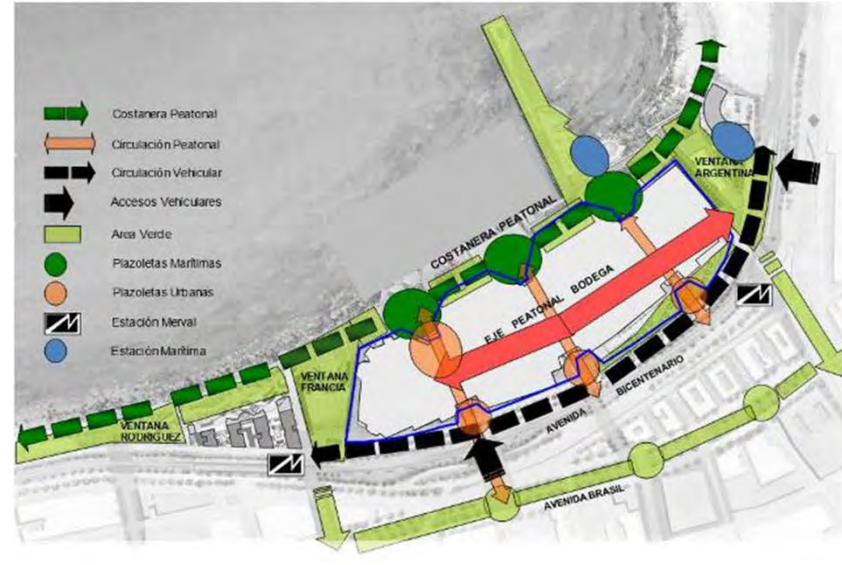 Costanera Peatonal
Circulación Peatonal
Circulación Vehicular
Accesos Vehiculares
Area Verde
Plazoletas Marítimas
Plazoletas Urbanas
Estación Merval
Estación Marítima
VENTANA
ARGENTINA
COSTANERA PEATONAL
EJE PEATONAL BODEGA
VENTANA
FRANCIA
VENTANA
RODRIGUEZ
AVENIDA BICENTENARIO
AVENIDA BRASIL